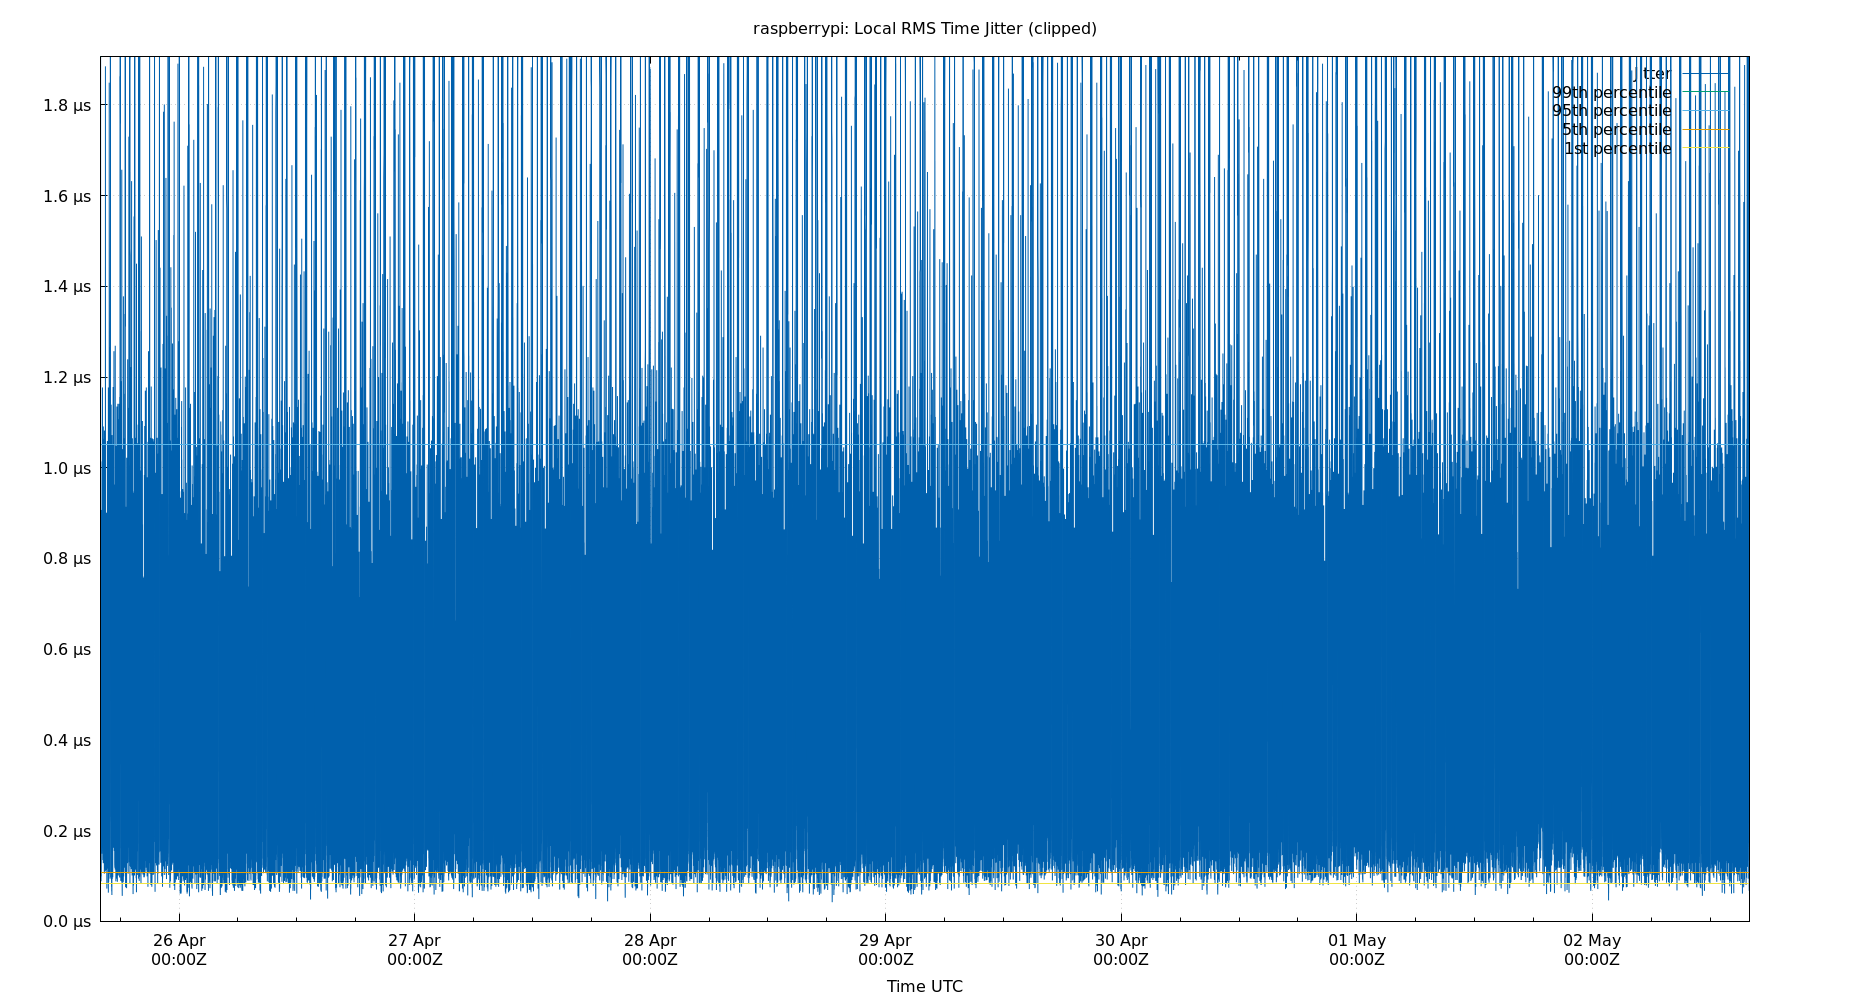 raspberrypi: Local RMS Time Jitter (clipped)
jitter
99th percentile
95th percentile
5th percentile
1st percentile
1.8 µs
1.6 µs
1.4 µs
1.2 µs
1.0 µs
0.8 µs
0.6 µs
0.4 µs
0.2 µs
0.0 µs
26 Apr 27 Apr 28 Apr 29 Apr 30 Apr 01 May 02 May
00:00Z 00:00Z 00:00Z 00:00Z 00:00Z 00:00Z 00:00Z
Time UTC